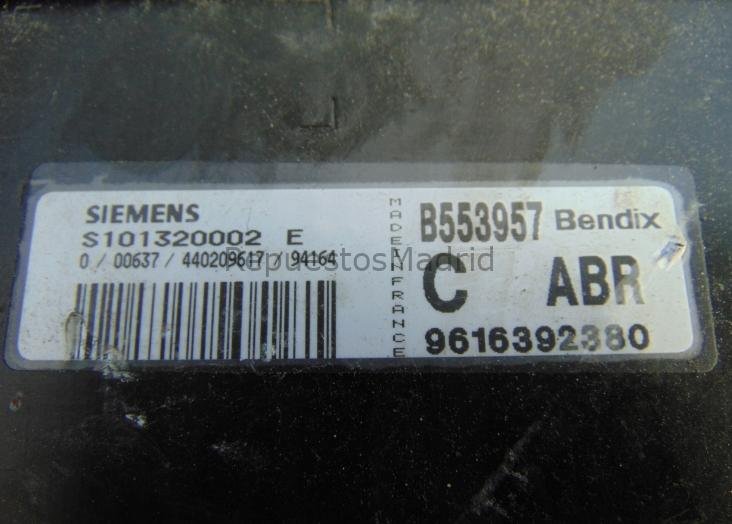 SIEMENS
S101320002 E
0 / 00637 / 440209617 / 94164
MADE IN FRANCE
B553957 Bendix
C ABR
9616392380
RepuestosMadrid